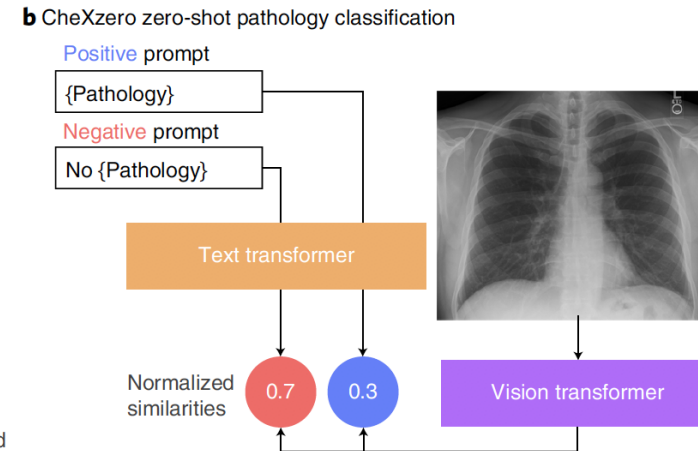 b CheXzero zero-shot pathology classification
Positive prompt
{Pathology}
Negative prompt
No {Pathology}
Text transformer
Normalized
similarities
0.7
0.3
Vision transformer